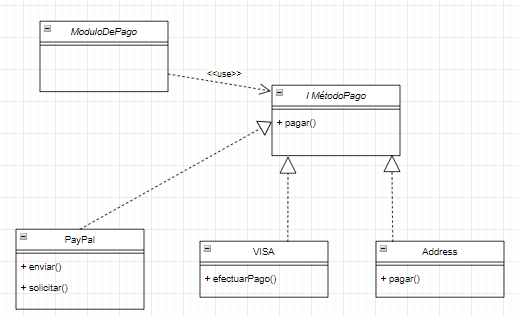 ModuloDePago
<<use>>
I MétodoPago
+ pagar()
PayPal
+ enviar()
+ solicitar()
VISA
+ efectuarPago()
Address
+ pagar()